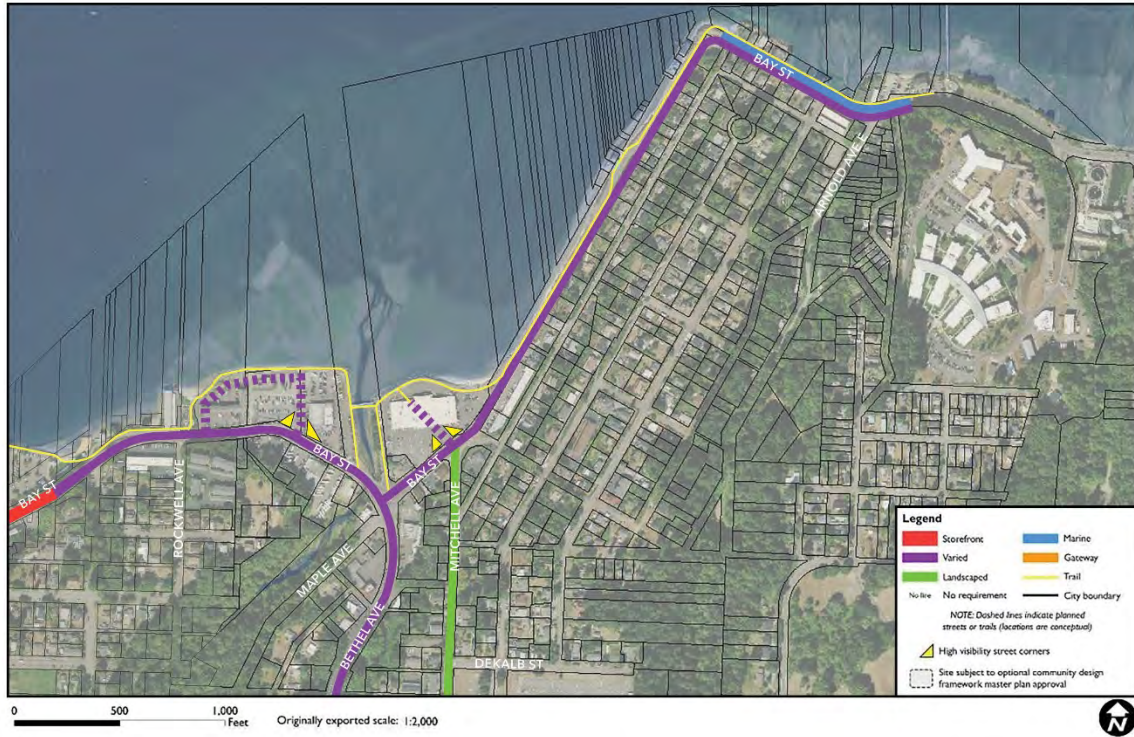 BAY ST
ARNOLD AVE E
BAY ST
ROCKWELL AVE
BAY ST
BAY ST
MITCHELL AVE
MAPLE AVE
BETHEL AVE
DEKALB ST
Legend
Storefront
Marine
Varied
Gateway
Landscaped
Trail
No line
No requirement
City boundary
NOTE: Dashed lines indicate planned
streets or trails (locations are conceptual)
High visibility street corners
Site subject to optional community design
framework master plan approval
0 500 1,000
Feet
Originally exported scale: 1:2,000
N